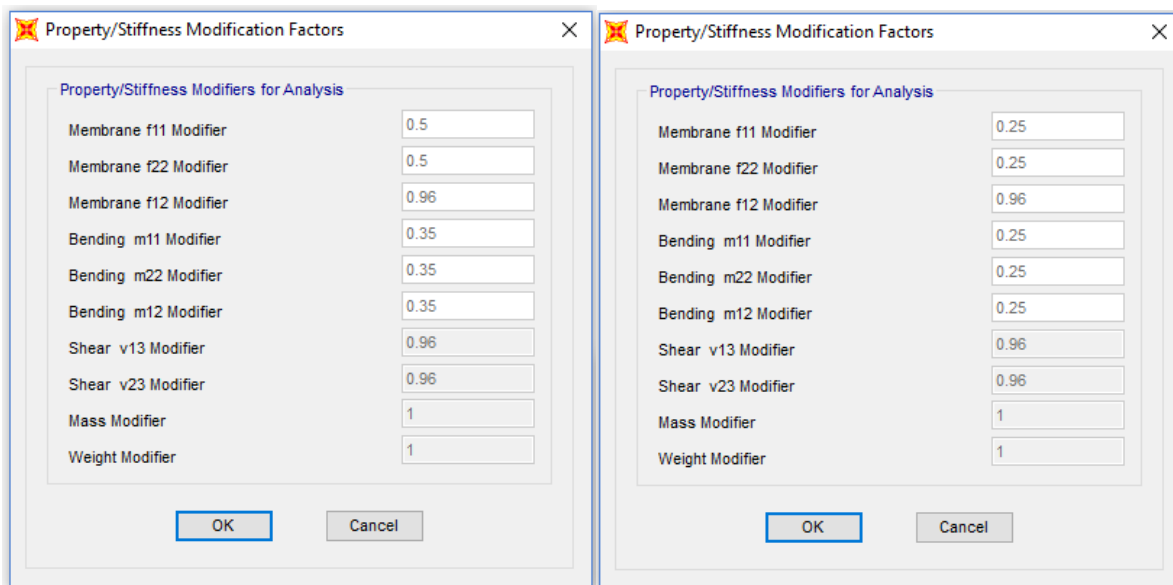 Property/Stiffness Modification Factors
Property/Stiffness Modifiers for Analysis
Membrane f11 Modifier 0.5
Membrane f22 Modifier 0.5
Membrane f12 Modifier 0.96
Bending m11 Modifier 0.35
Bending m22 Modifier 0.35
Bending m12 Modifier 0.35
Shear v13 Modifier 0.96
Shear v23 Modifier 0.96
Mass Modifier 1
Weight Modifier 1
OK Cancel
Property/Stiffness Modification Factors
Property/Stiffness Modifiers for Analysis
Membrane f11 Modifier 0.25
Membrane f22 Modifier 0.25
Membrane f12 Modifier 0.96
Bending m11 Modifier 0.25
Bending m22 Modifier 0.25
Bending m12 Modifier 0.25
Shear v13 Modifier 0.96
Shear v23 Modifier 0.96
Mass Modifier 1
Weight Modifier 1
OK Cancel